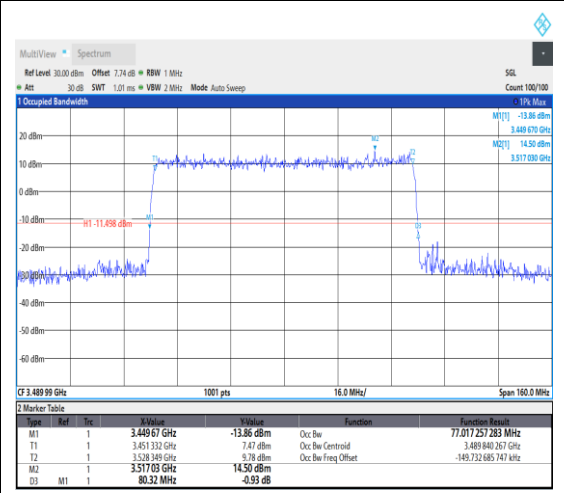 MultiView Spectrum
Ref Level 30.00 dBm Offset 7.74 dB RBW 1 MHz SGL
Att 30 dB SWT 1.01 ms VBW 2 MHz Mode Auto Sweep Count 100/100
1 Occupied Bandwidth 1Pk Max
M1[1] -13.86 dBm
3.449 670 GHz
M2[1] 14.50 dBm
3.517 030 GHz
20 dBm
M2
T1 T2
10 dBm
0 dBm
-10 dBm
M1
H1 -11.498 dBm
D3
-20 dBm
-30 dBm
-40 dBm
-50 dBm
-60 dBm
CF 3.489 99 GHz 1001 pts 16.0 MHz/ Span 160.0 MHz
2 Marker Table
Type Ref Trc X-Value Y-Value Function Function Result
M1 1 3.449 67 GHz -13.86 dBm Occ Bw 77.017 257 283 MHz
T1 1 3.451 332 GHz 7.47 dBm Occ Bw Centroid 3.489 840 267 GHz
T2 1 3.528 349 GHz 9.78 dBm Occ Bw Freq Offset -149.732 685 747 kHz
M2 1 3.517 03 GHz 14.50 dBm
D3 M1 1 80.32 MHz -0.93 dB